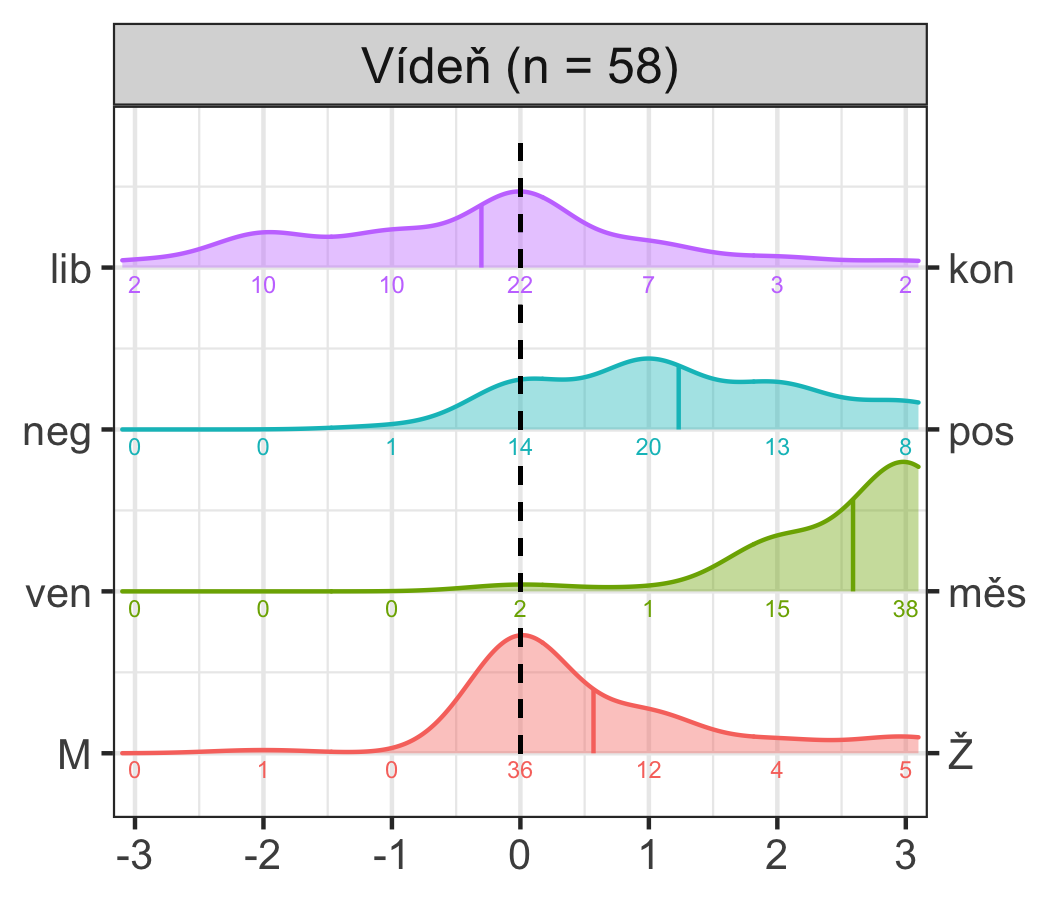 Vídeň (n = 58)
lib kon
2 10 10 22 7 3 2
neg pos
0 0 1 14 20 13 8
ven měs
0 0 0 2 1 15 38
M Ž
0 1 0 36 12 4 5
-3 -2 -1 0 1 2 3